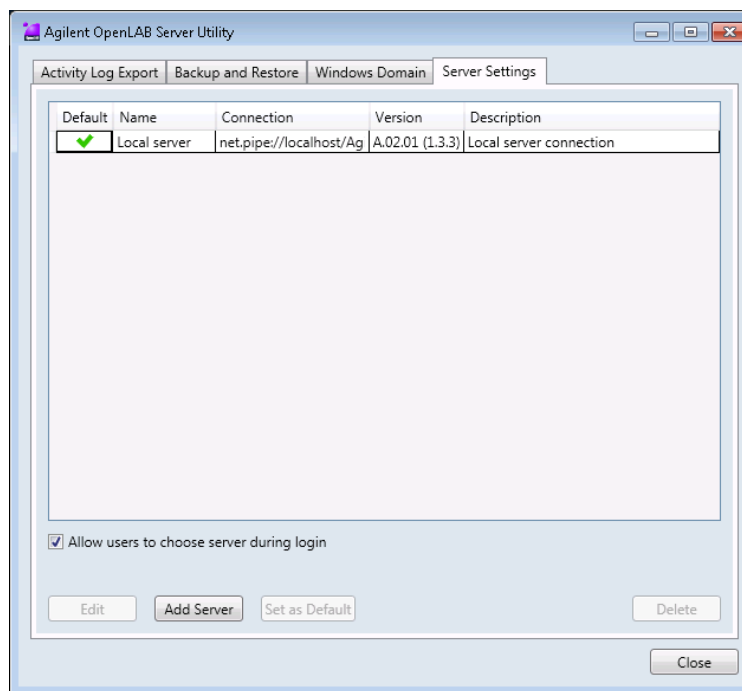 Agilent OpenLAB Server Utility
Activity Log Export Backup and Restore Windows Domain Server Settings
Default Name Connection Version Description
Local server net.pipe://localhost/Ag A.02.01 (1.3.3) Local server connection
Allow users to choose server during login
Edit Add Server Set as Default Delete
Close